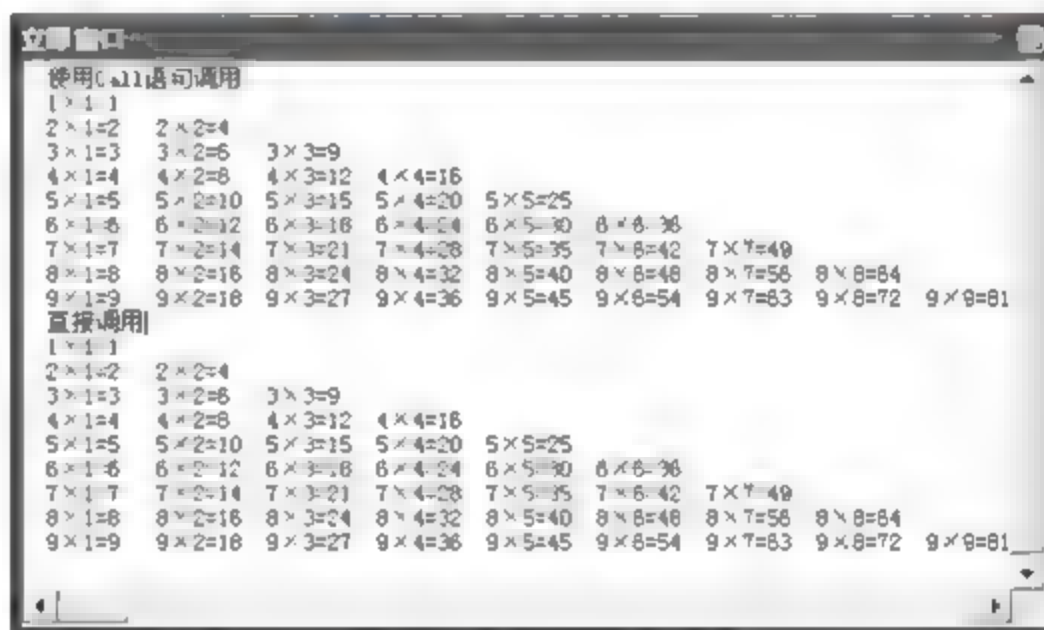 立即窗口
使用Call语句调用
1×1=1
2×1=2 2×2=4
3×1=3 3×2=6 3×3=9
4×1=4 4×2=8 4×3=12 4×4=16
5×1=5 5×2=10 5×3=15 5×4=20 5×5=25
6×1=6 6×2=12 6×3=18 6×4=24 6×5=30 6×6=36
7×1=7 7×2=14 7×3=21 7×4=28 7×5=35 7×6=42 7×7=49
8×1=8 8×2=16 8×3=24 8×4=32 8×5=40 8×6=48 8×7=56 8×8=64
9×1=9 9×2=18 9×3=27 9×4=36 9×5=45 9×6=54 9×7=63 9×8=72 9×9=81
直接调用
1×1=1
2×1=2 2×2=4
3×1=3 3×2=6 3×3=9
4×1=4 4×2=8 4×3=12 4×4=16
5×1=5 5×2=10 5×3=15 5×4=20 5×5=25
6×1=6 6×2=12 6×3=18 6×4=24 6×5=30 6×6=36
7×1=7 7×2=14 7×3=21 7×4=28 7×5=35 7×6=42 7×7=49
8×1=8 8×2=16 8×3=24 8×4=32 8×5=40 8×6=48 8×7=56 8×8=64
9×1=9 9×2=18 9×3=27 9×4=36 9×5=45 9×6=54 9×7=63 9×8=72 9×9=81